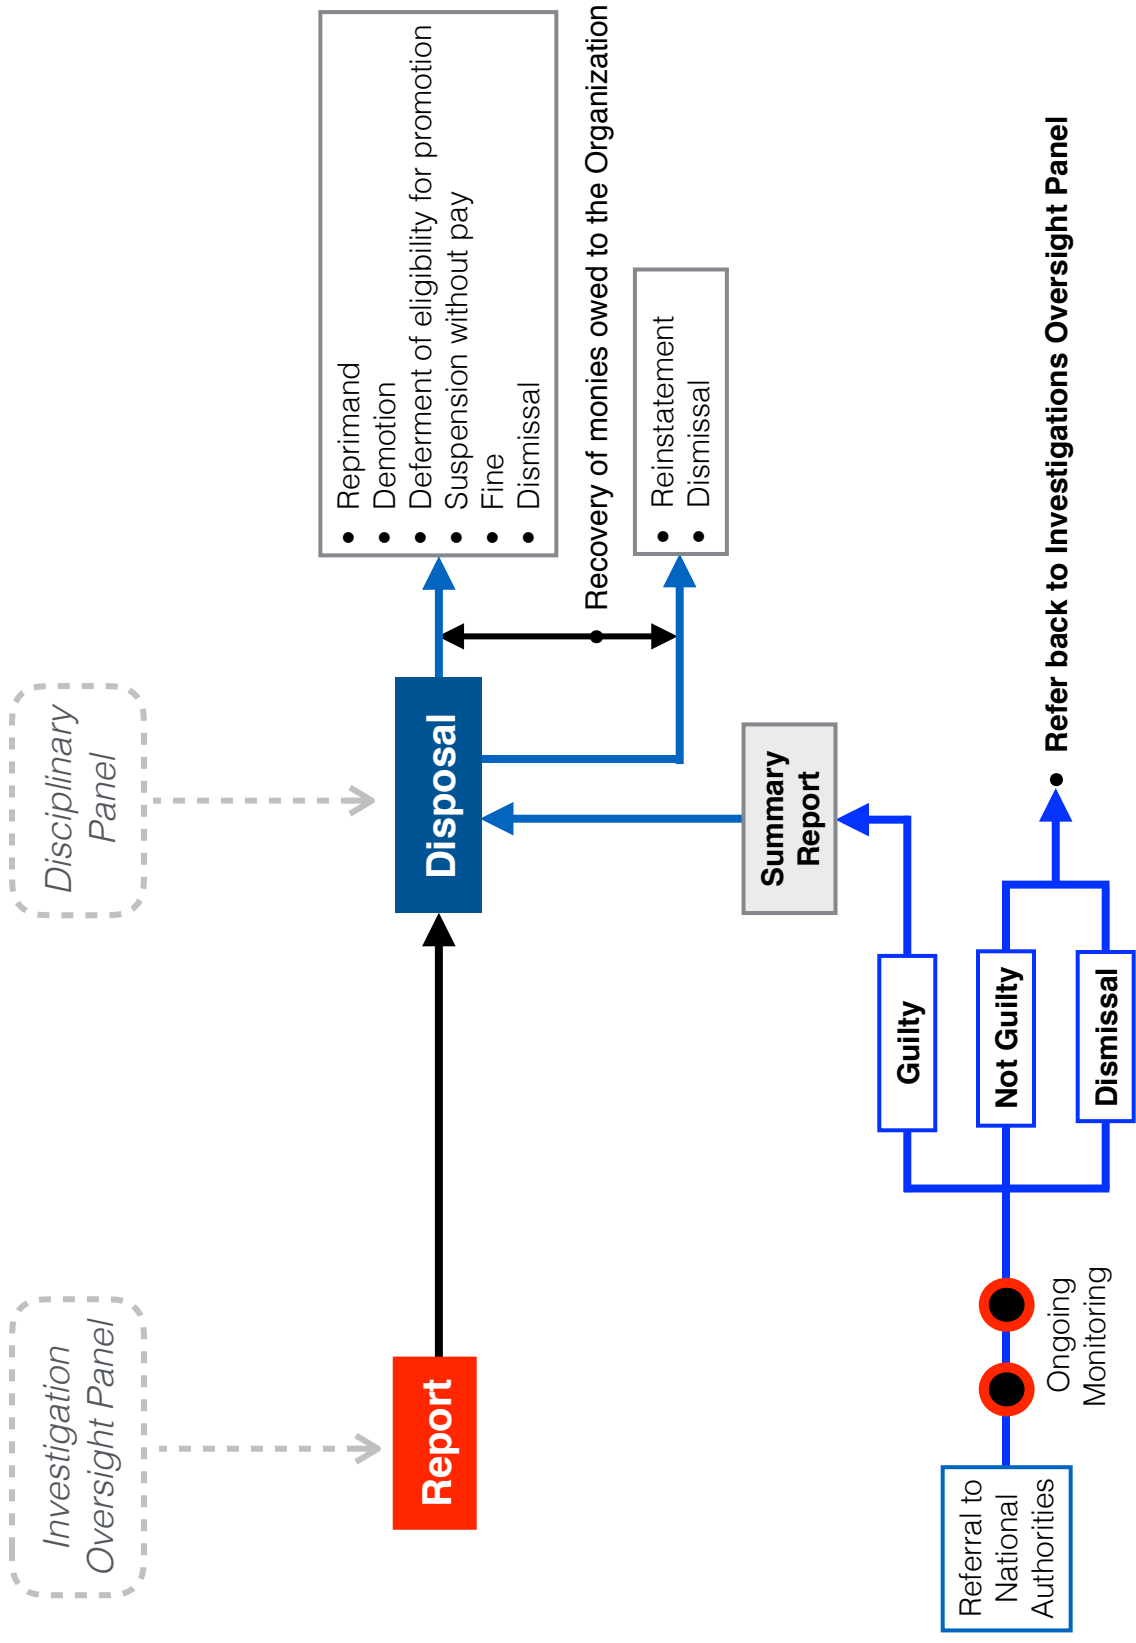 Investigation
Oversight Panel
Disciplinary
Panel
Report
Disposal
• Reprimand
• Demotion
• Deferment of eligibility for promotion
• Suspension without pay
• Fine
• Dismissal
Recovery of monies owed to the Organization
• Reinstatement
• Dismissal
Summary
Report
Guilty
Not Guilty
Dismissal
• Refer back to Investigations Oversight Panel
Referral to
National
Authorities
Ongoing
Monitoring